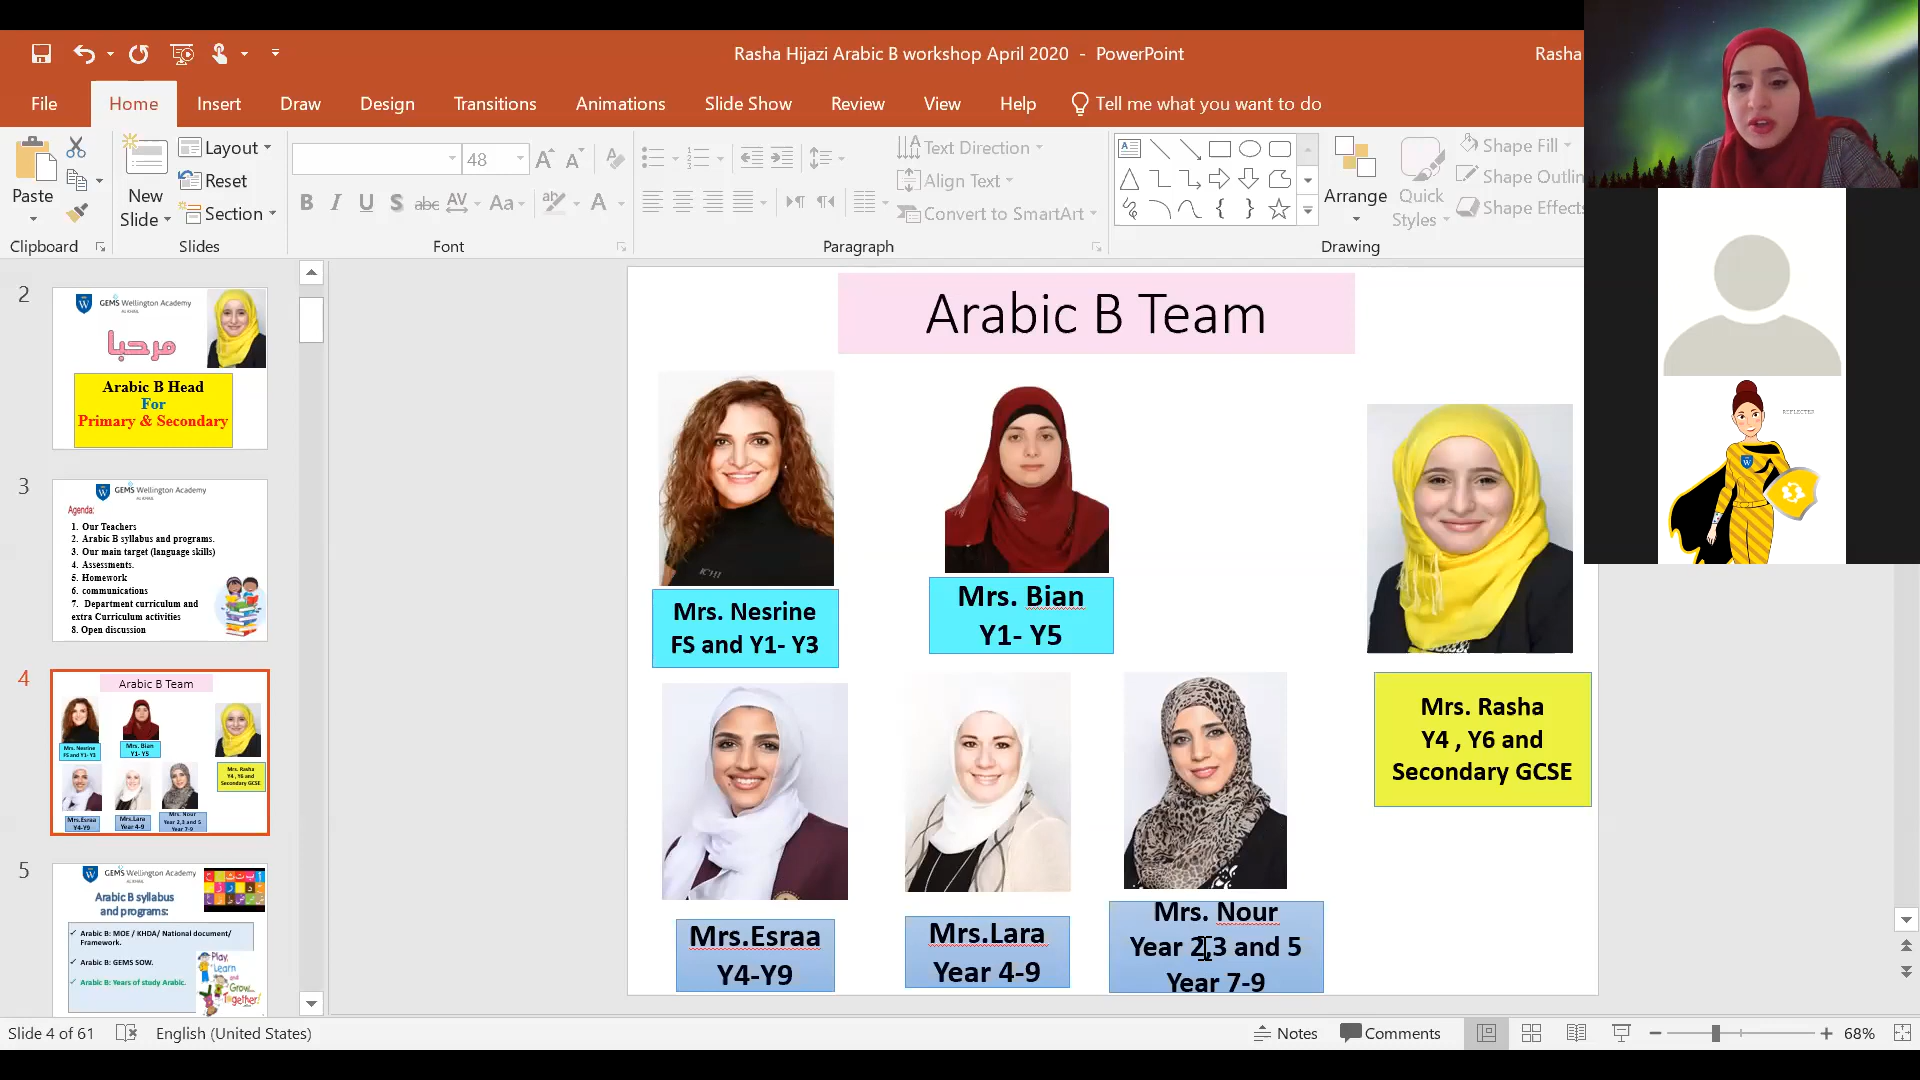 Rasha Hijazi Arabic B workshop April 2020 - PowerPoint
Rasha
File Home Insert Draw Design Transitions Animations Slide Show Review View Help Tell me what you want to do
Paste
Clipboard
New Slide
Layout
Reset
Section
Slides
48
B I U S abc AV Aa A
Font
Text Direction
Align Text
Convert to SmartArt
Paragraph
Arrange
Quick Styles
Shape Fill
Shape Outlin
Shape Effects
Drawing
2
GEMS Wellington Academy
AL KHAIL
مرحبا
Arabic B Head
For
Primary & Secondary
3
GEMS Wellington Academy
AL KHAIL
Agenda:
1. Our Teachers
2. Arabic B syllabus and programs.
3. Our main target (language skills)
4. Assessments.
5. Homework
6. communications
7. Department curriculum and
extra Curriculum activities
8. Open discussion
4
Arabic B Team
Mrs. Nesrine
FS and Y1- Y3
Mrs. Bian
Y1- Y5
Mrs. Rasha
Y4 , Y6 and
Secondary GCSE
Mrs.Esraa
Y4-Y9
Mrs.Lara
Year 4-9
Mrs. Nour
Year 2,3 and 5
Year 7-9
5
GEMS Wellington Academy
AL KHAIL
Arabic B syllabus
and programs:
Arabic B: MOE / KHDA/ National document/
Framework.
Arabic B: GEMS SOW.
Arabic B: Years of study Arabic.
Play,
Learn
and
Grow...
Together!
Arabic B Team
Mrs. Nesrine
FS and Y1- Y3
Mrs. Bian
Y1- Y5
Mrs. Rasha
Y4 , Y6 and
Secondary GCSE
Mrs.Esraa
Y4-Y9
Mrs.Lara
Year 4-9
Mrs. Nour
Year 2,3 and 5
Year 7-9
REFLECTER
Slide 4 of 61
English (United States)
Notes
Comments
68%